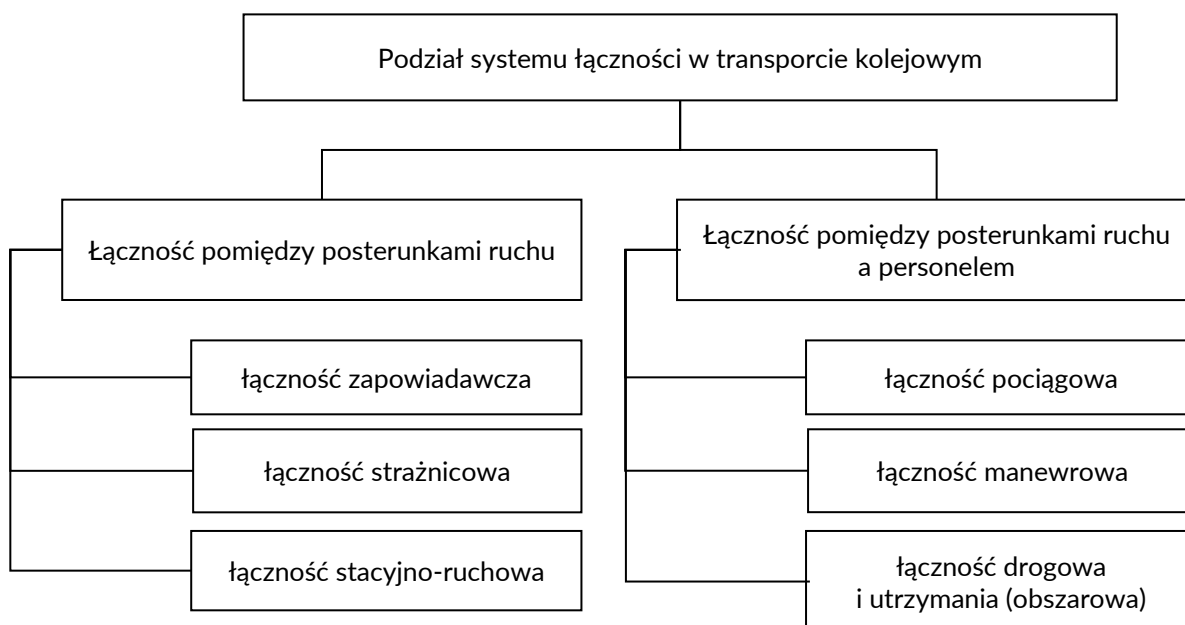 Podział systemu łączności w transporcie kolejowym
Łączność pomiędzy posterunkami ruchu
łączność zapowiadawcza
łączność strażnicowa
łączność stacyjno-ruchowa
Łączność pomiędzy posterunkami ruchu
a personelem
łączność pociągowa
łączność manewrowa
łączność drogowa
i utrzymania (obszarowa)